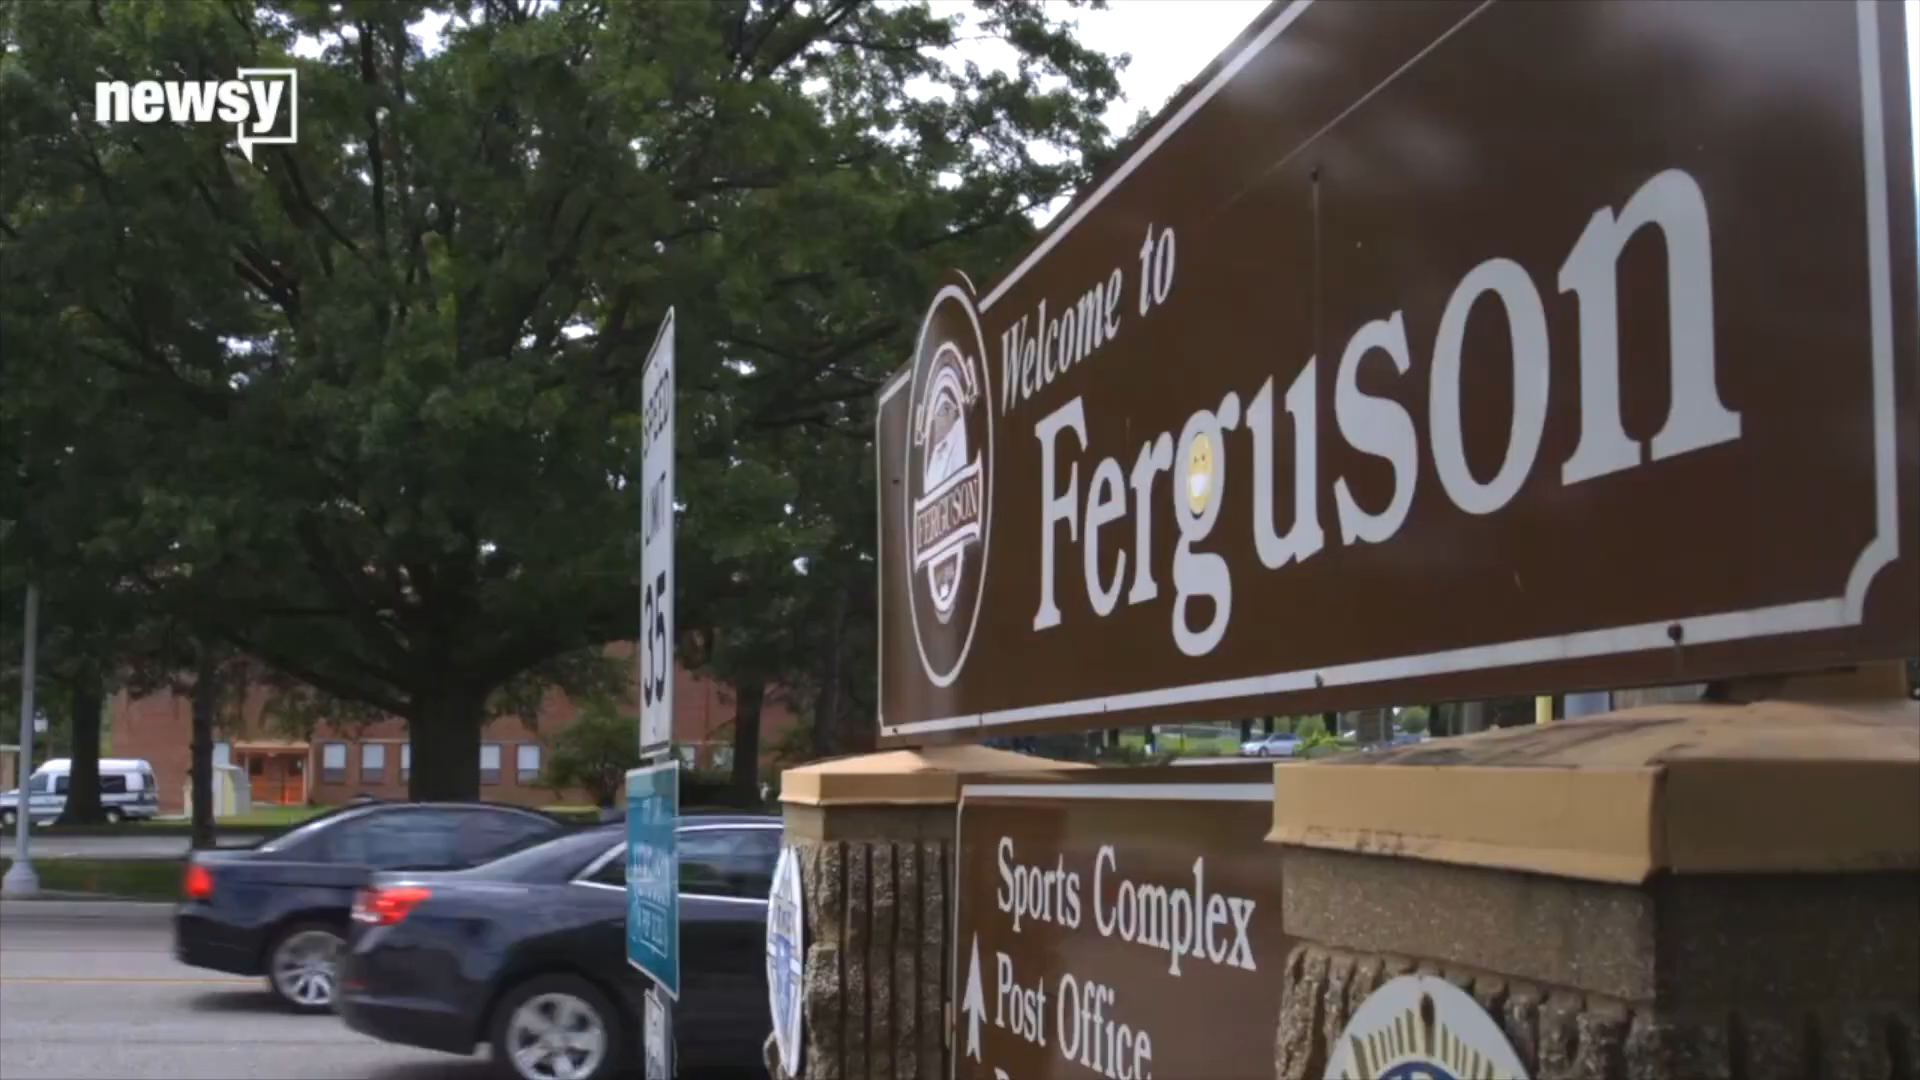 newsy
Welcome to
Ferguson
FERGUSON
SPEED
LIMIT
35
Sports Complex
Post Office